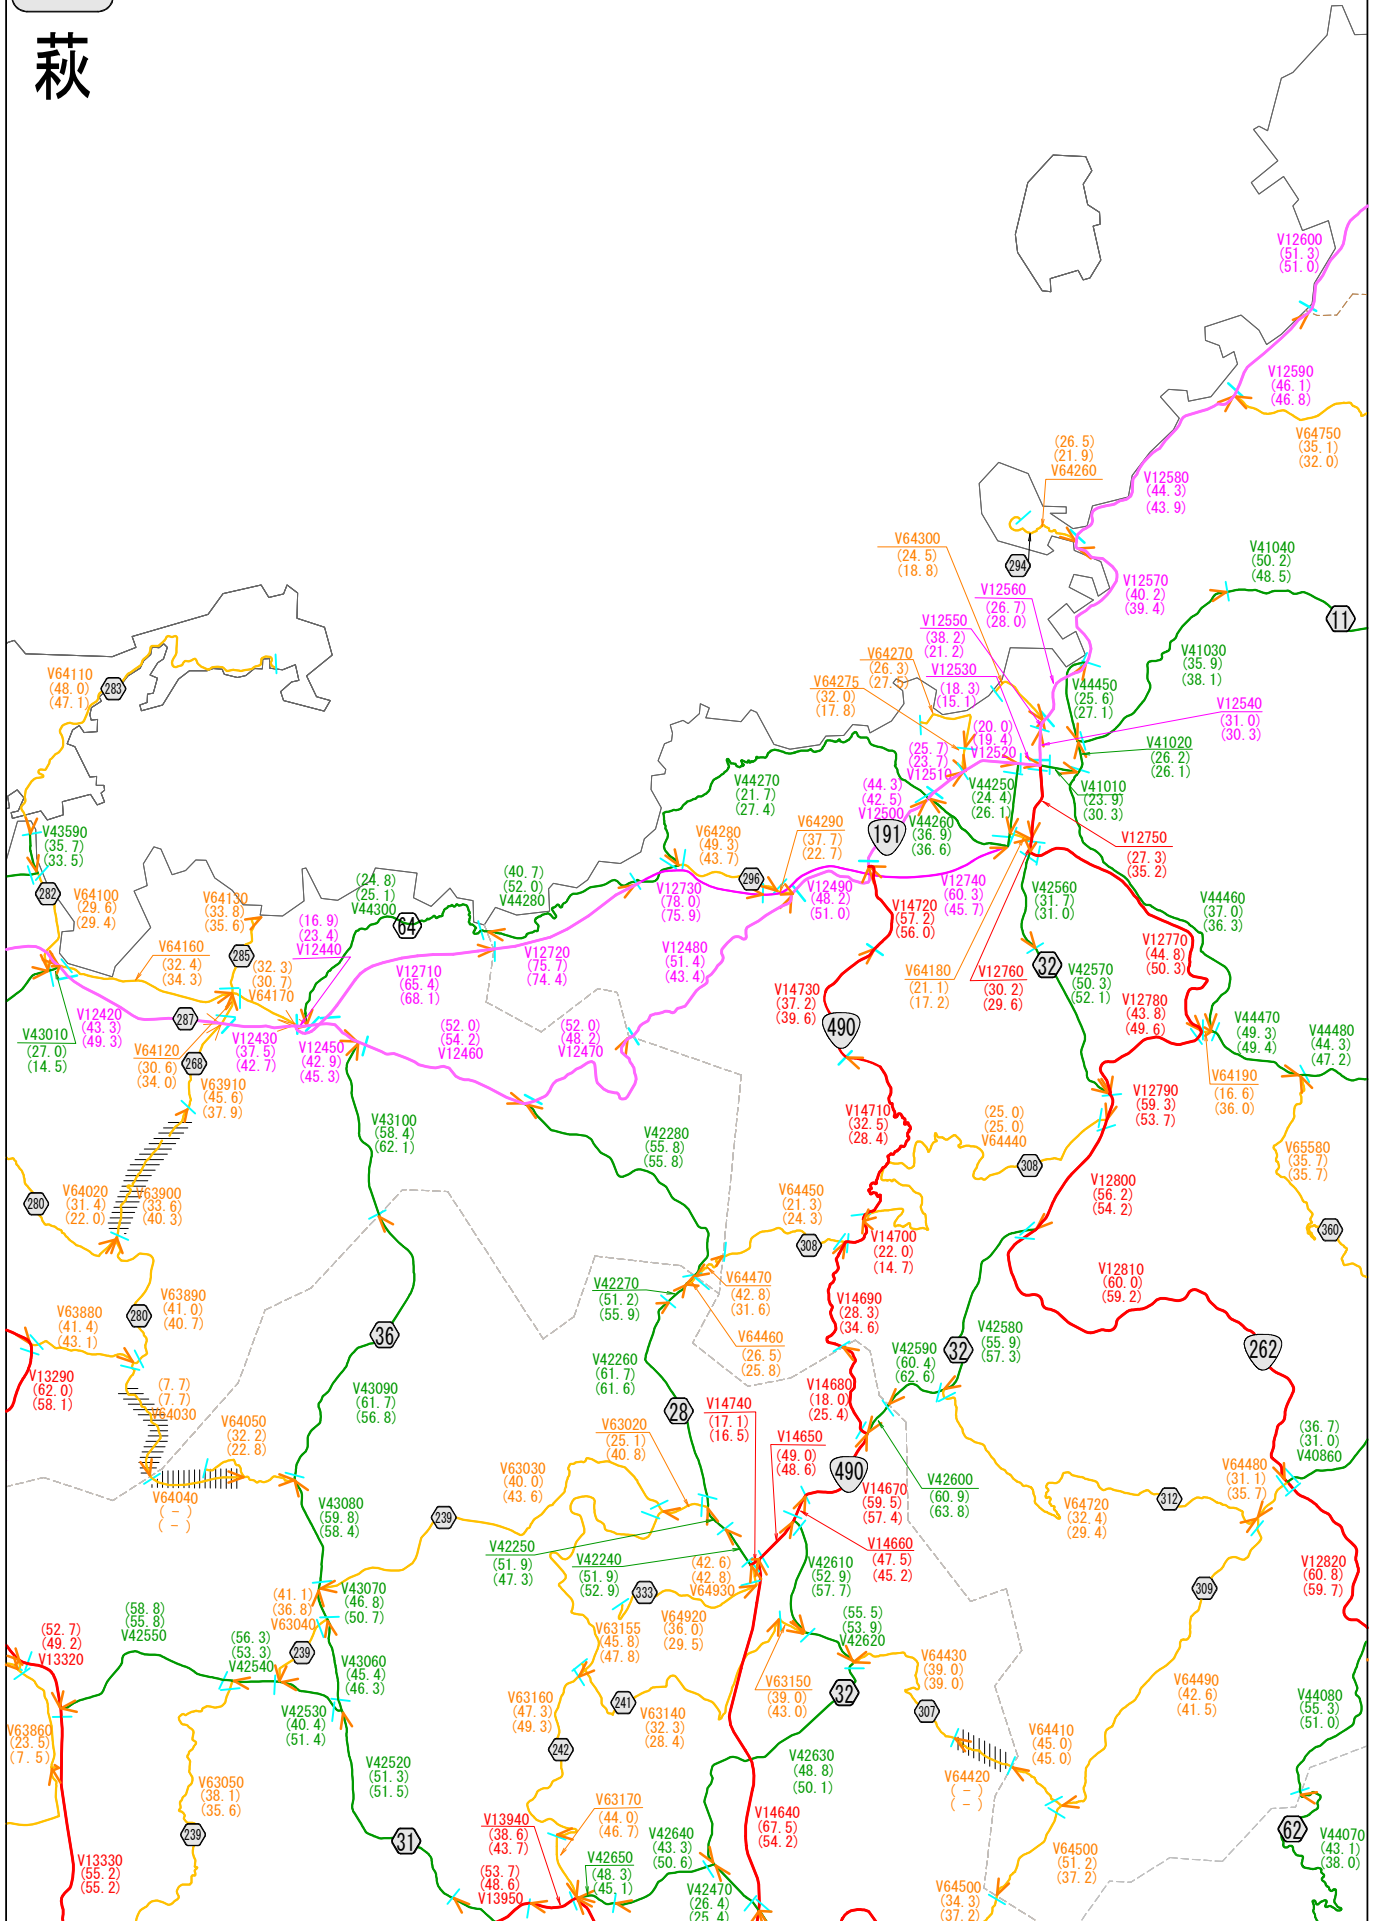 萩
V12600
(51.3)
(51.0)
V12590
(46.1)
(46.8)
V64750
(35.1)
(32.0)
(26.5)
(21.9)
V64260
V12580
(44.3)
(43.9)
294
V64300
(24.5)
(18.8)
V12560
(26.7)
(28.0)
V12570
(40.2)
(39.4)
V41040
(50.2)
(48.5)
11
V12550
(38.2)
(21.2)
V64270
(26.3)
V12530
(18.3)
(15.1)
V64275
(32.0)
(17.8)
V41030
(35.9)
(38.1)
V44450
(25.6)
(27.1)
V12540
(31.0)
(30.3)
V64110
(48.0)
(47.1)
283
(20.0)
(19.4)
V12520
V41020
(26.2)
(26.1)
(25.7)
(23.7)
V12510
V41010
(23.9)
(30.3)
V44270
(21.7)
(27.4)
(44.3)
(42.5)
V12500
V44250
(24.4)
(26.1)
V44260
(36.9)
(36.6)
191
V43590
(35.7)
(33.5)
V64280
(49.3)
(43.7)
V64290
(37.7)
(22.7)
V12750
(27.3)
(35.2)
282
V64100
(29.6)
(29.4)
V64130
(33.8)
(35.6)
(24.8)
(25.1)
V44300
(40.7)
(52.0)
V44280
296
V12730
(78.0)
(75.9)
V12490
(48.2)
(51.0)
V12740
(60.3)
(45.7)
V42560
(31.7)
(31.0)
V44460
(37.0)
(36.3)
(16.9)
(23.4)
V12440
64
V14720
(57.2)
(56.0)
V64160
(32.4)
(34.3)
285
(32.3)
(30.7)
V64170
V12710
(65.4)
(68.1)
V12720
(75.7)
(74.4)
V12480
(51.4)
(43.4)
V64180
(21.1)
(17.2)
V12760
(30.2)
(29.6)
32
V42570
(50.3)
(52.1)
V12770
(44.8)
(50.3)
V14730
(37.2)
(39.6)
490
V12780
(43.8)
(49.6)
V44470
(49.3)
(49.4)
V44480
(44.3)
(47.2)
V43010
(27.0)
(14.5)
V12420
(43.3)
(49.3)
287
V12430
(37.5)
(42.7)
V12450
(42.9)
(45.3)
(52.0)
(54.2)
V12460
(52.0)
(48.2)
V12470
V64120
(30.6)
(34.0)
268
V63910
(45.6)
(37.9)
V64190
(16.6)
(36.0)
V12790
(59.3)
(53.7)
V43100
(58.4)
(62.1)
V42280
(55.8)
(55.8)
V14710
(32.5)
(28.4)
(25.0)
(25.0)
V64440
308
V65580
(35.7)
(35.7)
280
V64020
(31.4)
(22.0)
V63900
(33.6)
(40.3)
V64450
(21.3)
(24.3)
308
V14700
(22.0)
(14.7)
V12800
(56.2)
(54.2)
360
V12810
(60.0)
(59.2)
V63880
(41.4)
(43.1)
280
V63890
(41.0)
(40.7)
36
V42270
(51.2)
(55.9)
V64470
(42.8)
(31.6)
V14690
(28.3)
(34.6)
V64460
(26.5)
(25.8)
V42590
(60.4)
(62.6)
32
V42580
(55.9)
(57.3)
262
V13290
(62.0)
(58.1)
(7.7)
(7.7)
V64030
V43090
(61.7)
(56.8)
V42260
(61.7)
(61.6)
28
V14680
(18.0)
(25.4)
V64050
(32.2)
(22.8)
V14740
(17.1)
(16.5)
V14650
(49.0)
(48.6)
V63020
(25.1)
(40.8)
V63030
(40.0)
(43.6)
490
V42600
(60.9)
(63.8)
(36.7)
(31.0)
V40860
V64480
(31.1)
(35.7)
V64040
(-)
(-)
V43080
(59.8)
(58.4)
239
V14670
(59.5)
(57.4)
V64720
(32.4)
(29.4)
312
V42250
(51.9)
(47.3)
V42240
(51.9)
(52.9)
V14660
(47.5)
(45.2)
V42610
(52.9)
(57.7)
(42.6)
(42.8)
V64930
333
V12820
(60.8)
(59.7)
309
V43070
(46.8)
(50.7)
(41.1)
(36.8)
V63040
V64920
(36.0)
(29.5)
V63155
(45.8)
(47.8)
(58.8)
(55.8)
V42550
(52.7)
(49.2)
V13320
(56.3)
(53.3)
V42540
239
(55.5)
(53.9)
V42620
V43060
(45.4)
(46.3)
V64430
(39.0)
(39.0)
V64490
(42.6)
(41.5)
V63150
(39.0)
(43.0)
32
307
V63160
(47.3)
(49.3)
241
V63140
(32.3)
(28.4)
V44080
(55.3)
(51.0)
V42530
(40.4)
(51.4)
V63860
(23.5)
(7.5)
242
V64410
(45.0)
(45.0)
V42520
(51.3)
(51.5)
V42630
(48.8)
(50.1)
V64420
(-)
(-)
V63050
(38.1)
(35.6)
239
V63170
(44.0)
(46.7)
V13940
(38.6)
(43.7)
V14640
(67.5)
(54.2)
31
V42640
(43.3)
(50.6)
62
V44070
(43.1)
(38.0)
V64500
(51.2)
(37.2)
V13330
(55.2)
(55.2)
(53.7)
(48.6)
V13950
V42650
(48.3)
(45.1)
V42470
(26.4)
(25.4)
V64500
(34.3)
(37.2)